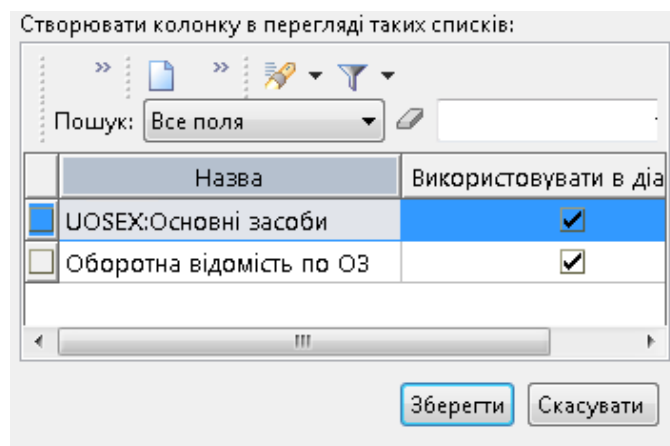 Створювати колонку в перегляді таких списків:
Пошук: Все поля
Назва Використовувати в діа
UOSEX:Основні засоби
Оборотна відомість по ОЗ
Зберегти Скасувати